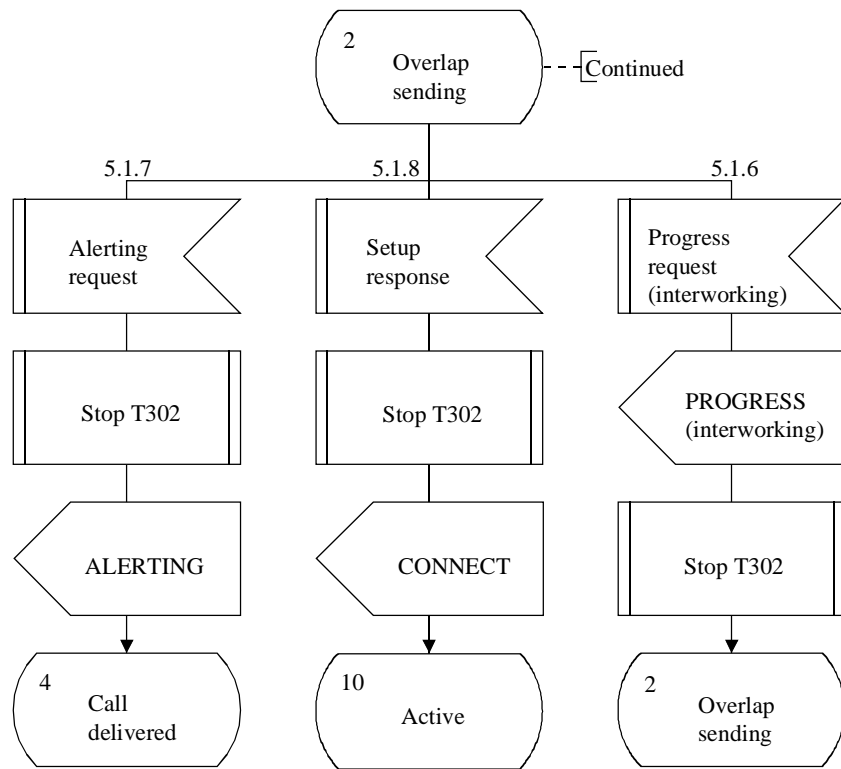 2
Overlap
sending
Continued
5.1.7
5.1.8
5.1.6
Alerting
request
Setup
response
Progress
request
(interworking)
Stop T302
Stop T302
PROGRESS
(interworking)
ALERTING
CONNECT
Stop T302
4
Call
delivered
10
Active
2
Overlap
sending